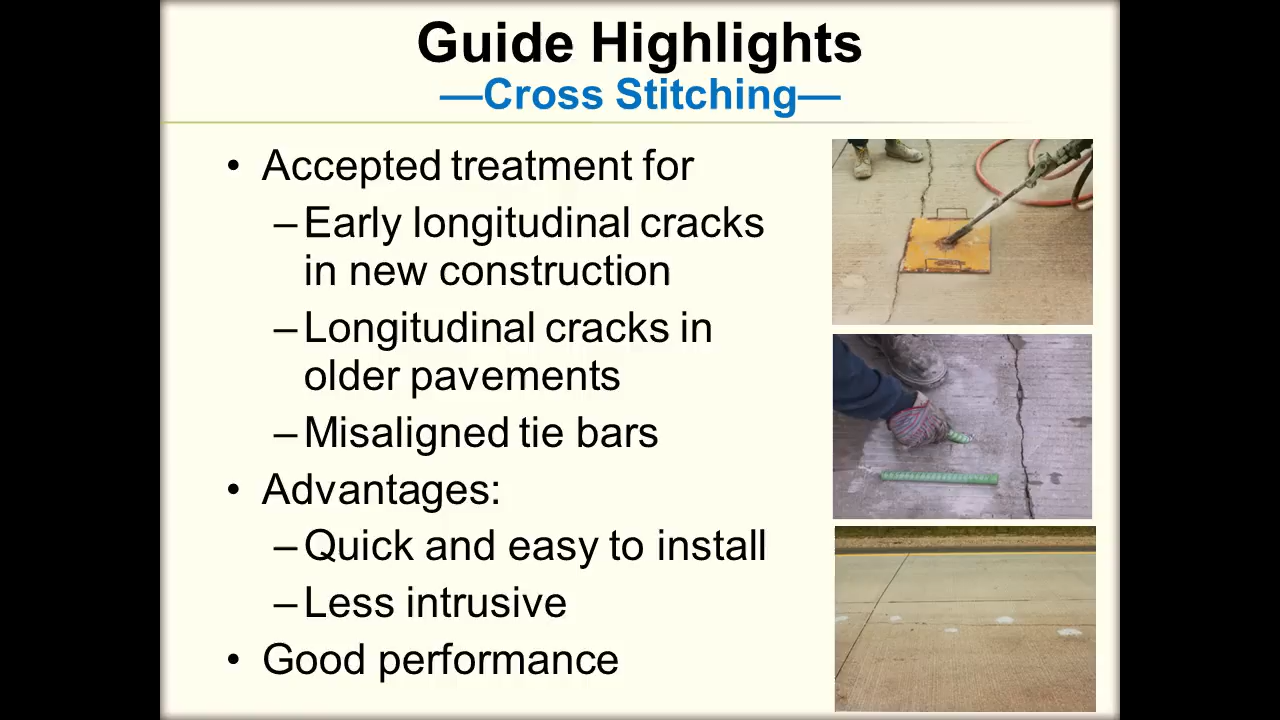 Guide Highlights
—Cross Stitching—
• Accepted treatment for
–Early longitudinal cracks
in new construction
–Longitudinal cracks in
older pavements
–Misaligned tie bars
• Advantages:
–Quick and easy to install
–Less intrusive
• Good performance